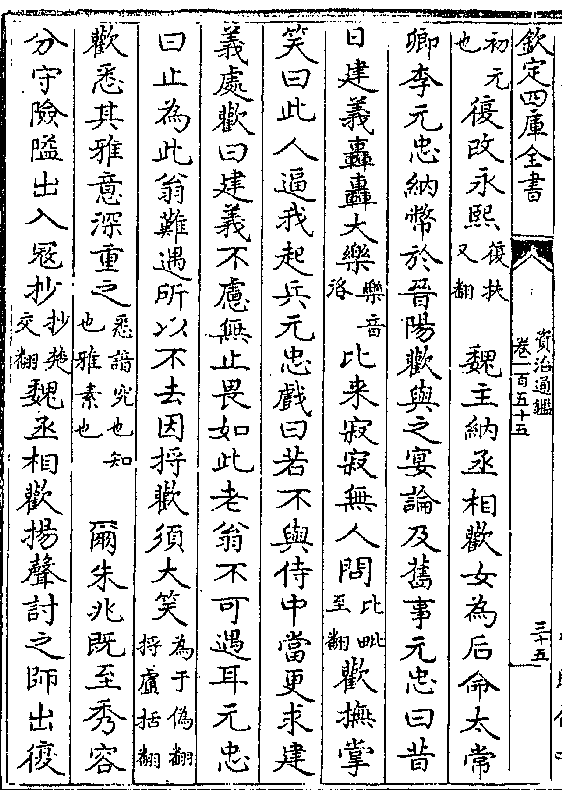 欽定四庫全書
資治通鑑
卷一百五十五
三十五
初元
也
復改永熙
復扶
又翻
魏主納丞相歡女為后命太常
卿李元忠納幣於晉陽歡與之宴論及舊事元忠曰昔
日建義轟轟大樂
樂音
洛
比来寂寂無人問
比毗
至翻
歡撫掌
笑曰此人逼我起兵元忠戲曰若不與侍中當更求建
義處歡曰建義不慮無止畏如此老翁不可遇耳元忠
曰止為此翁難遇所以不去因捋歡須大笑
為于偽翻
捋盧括翻
歡悉其雅意深重之
悉諳究也知
也雅素也
爾朱兆既至秀容
分守險隘出入冦抄
抄楚
交翻
魏丞相歡揚聲討之師出復